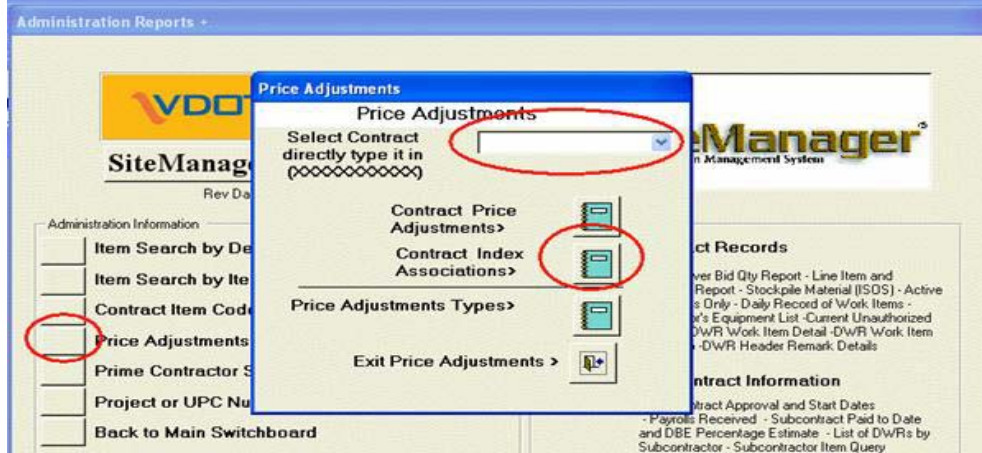 Administration Reports -
Price Adjustments
Price Adjustments
Select Contract
directly type it in
(XXXXXXXXXXXX)
Contract Price
Adjustments>
Contract Index
Associations>
Price Adjustments Types>
Exit Price Adjustments >
VDOT
SiteManag
Rev Da
eManager®
n Management System
Administration Information
Item Search by De
Item Search by Ite
Contract Item Code
Price Adjustments
Prime Contractor S
Project or UPC Nu
Back to Main Switchboard
ct Records
ver Bid Qty Report - Line Item and
Report - Stockpile Material (ISOS) - Active
s Only - Daily Record of Work Items -
r's Equipment List -Current Unauthorized
DWR Work Item Detail -DWR Work Item
-DWR Header Remark Details
ntract Information
tract Approval and Start Dates
- Payrolls Received - Subcontract Paid to Date
and DBE Percentage Estimate - List of DWRs by
Subcontractor - Subcontractor Item Query